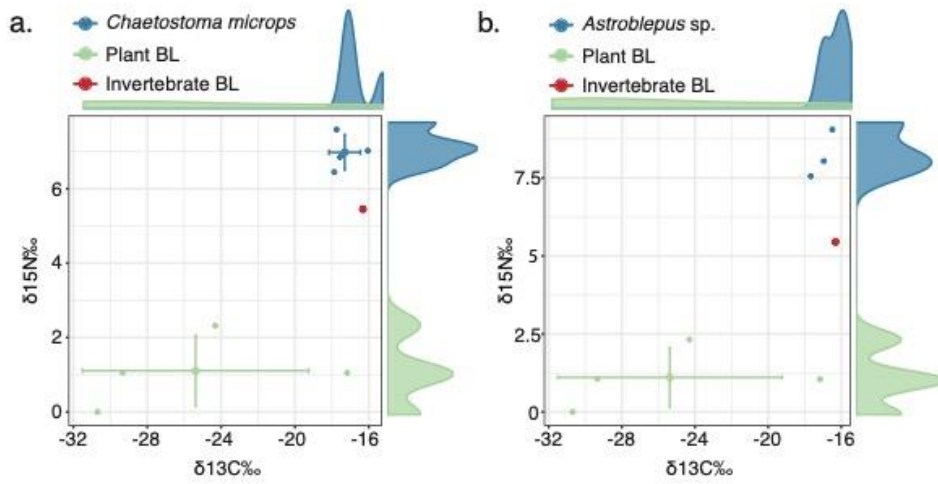 a.
Chaetostoma microps
Plant BL
Invertebrate BL
6
4
2
0
δ15N‰
-32
-28
-24
-20
-16
δ13C‰
b.
Astroblepus sp.
Plant BL
Invertebrate BL
7.5
5
2.5
0
δ15N‰
-32
-28
-24
-20
-16
δ13C‰